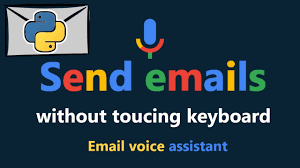 Send emails
without toucing keyboard
Email voice assistant